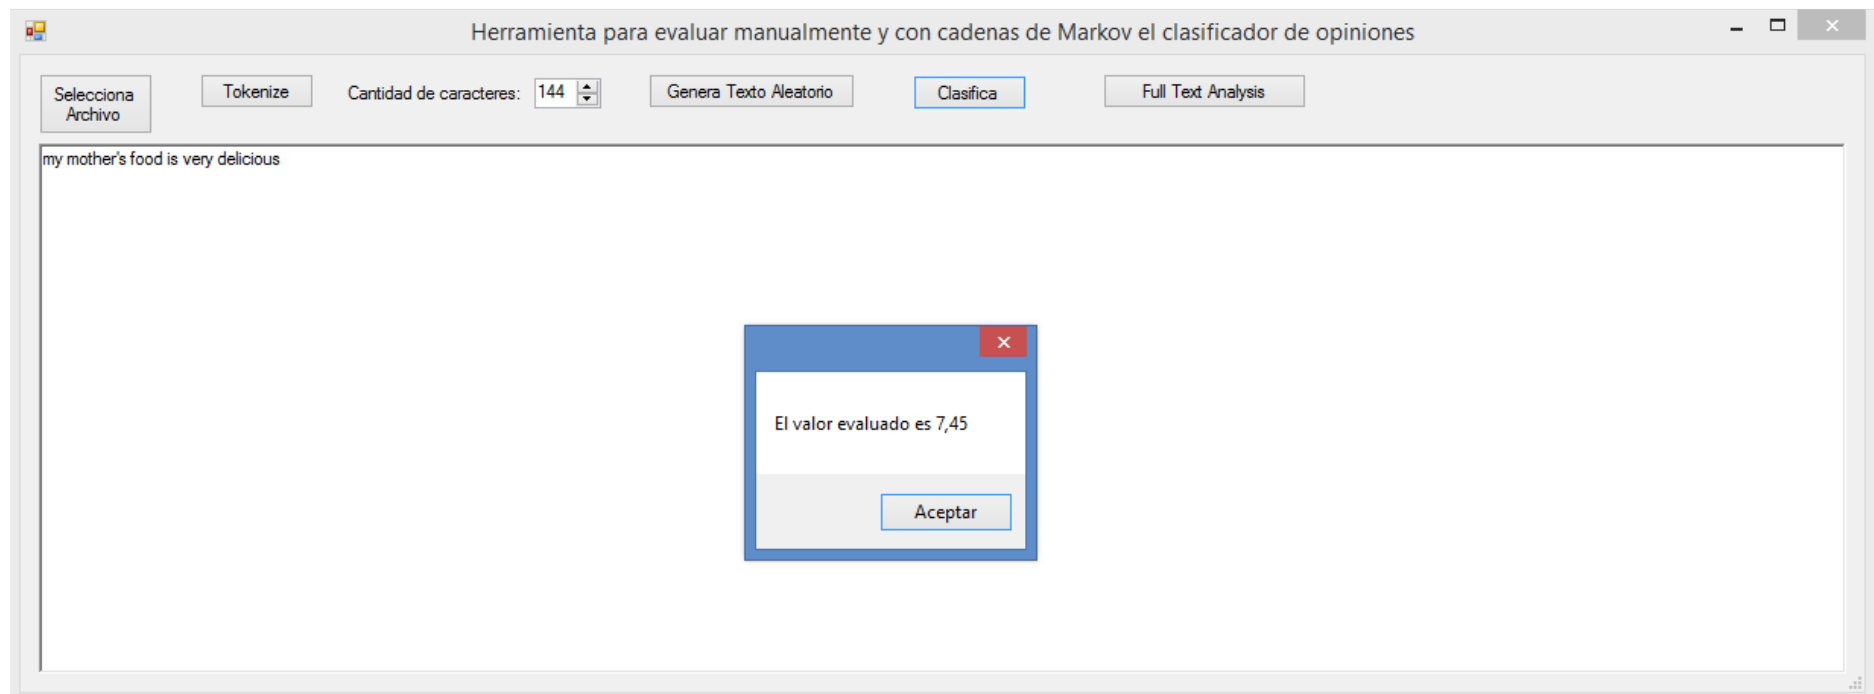 Herramienta para evaluar manualmente y con cadenas de Markov el clasificador de opiniones
Selecciona
Archivo
Tokenize
Cantidad de caracteres: 144
Genera Texto Aleatorio
Clasifica
Full Text Analysis
my mother's food is very delicious
El valor evaluado es 7,45
Aceptar